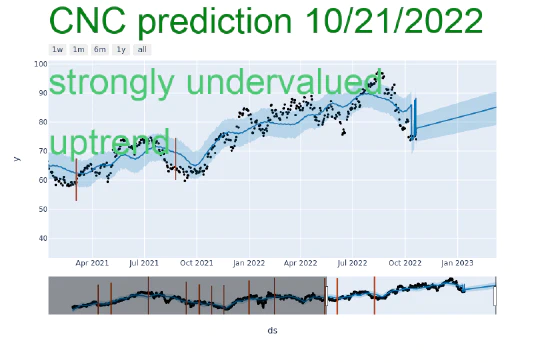 CNC prediction 10/21/2022
1w 1m 6m 1y all
strongly undervalued
uptrend
100
90
80
70
60
50
40
y
Apr 2021 Jul 2021 Oct 2021 Jan 2022 Apr 2022 Jul 2022 Oct 2022 Jan 2023
ds